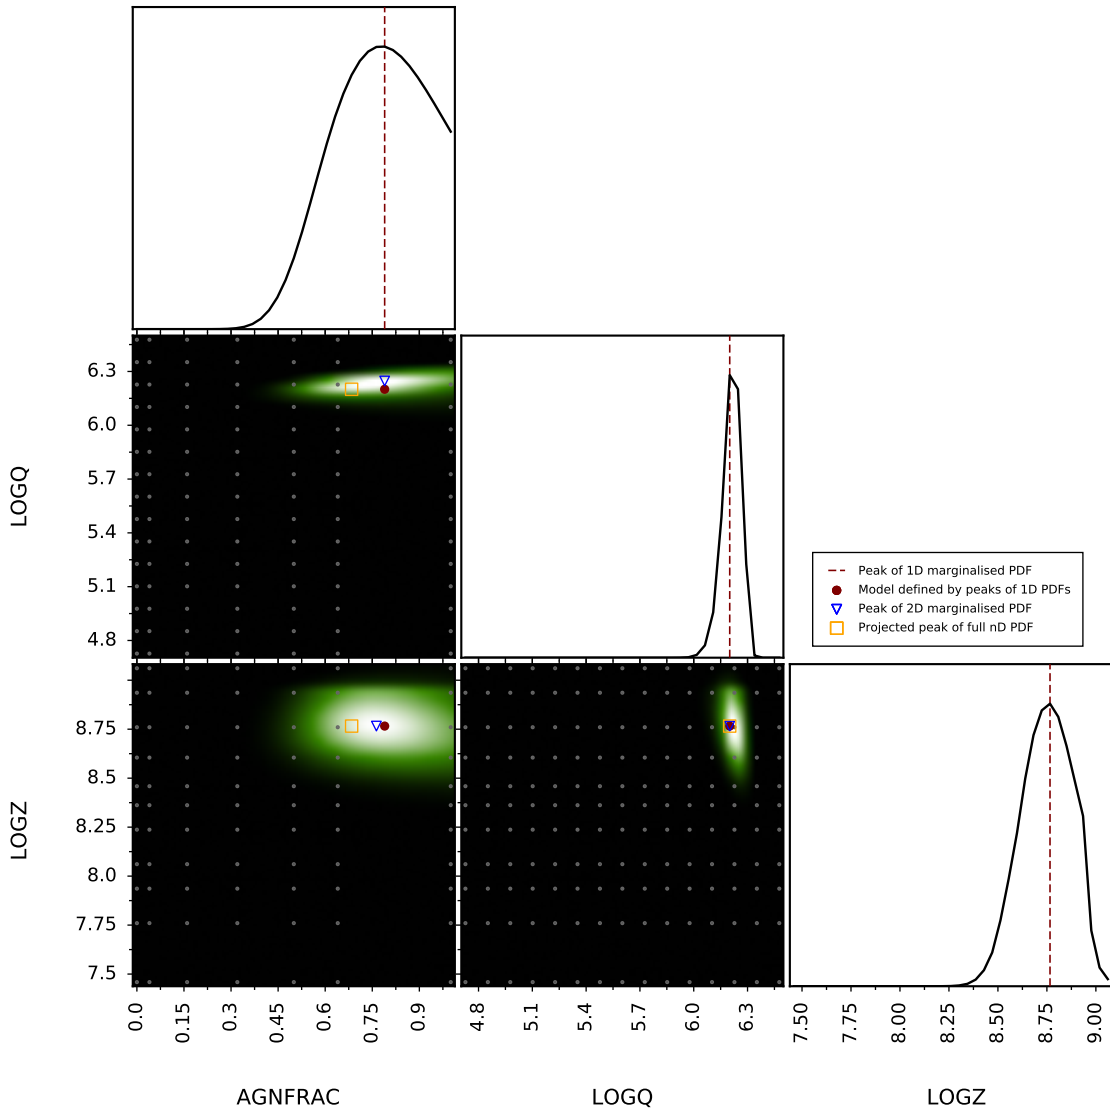 6.3
6.0
5.7
5.4
5.1
4.8
LOGQ
Peak of 1D marginalised PDF
Model defined by peaks of 1D PDFs
Peak of 2D marginalised PDF
Projected peak of full nD PDF
8.75
8.5
8.25
8.0
7.75
7.5
LOGZ
0.0 0.15 0.3 0.45 0.6 0.75 0.9
4.8 5.1 5.4 5.7 6.0 6.3
7.50 7.75 8.00 8.25 8.50 8.75 9.00
AGNFRAC LOGQ LOGZ